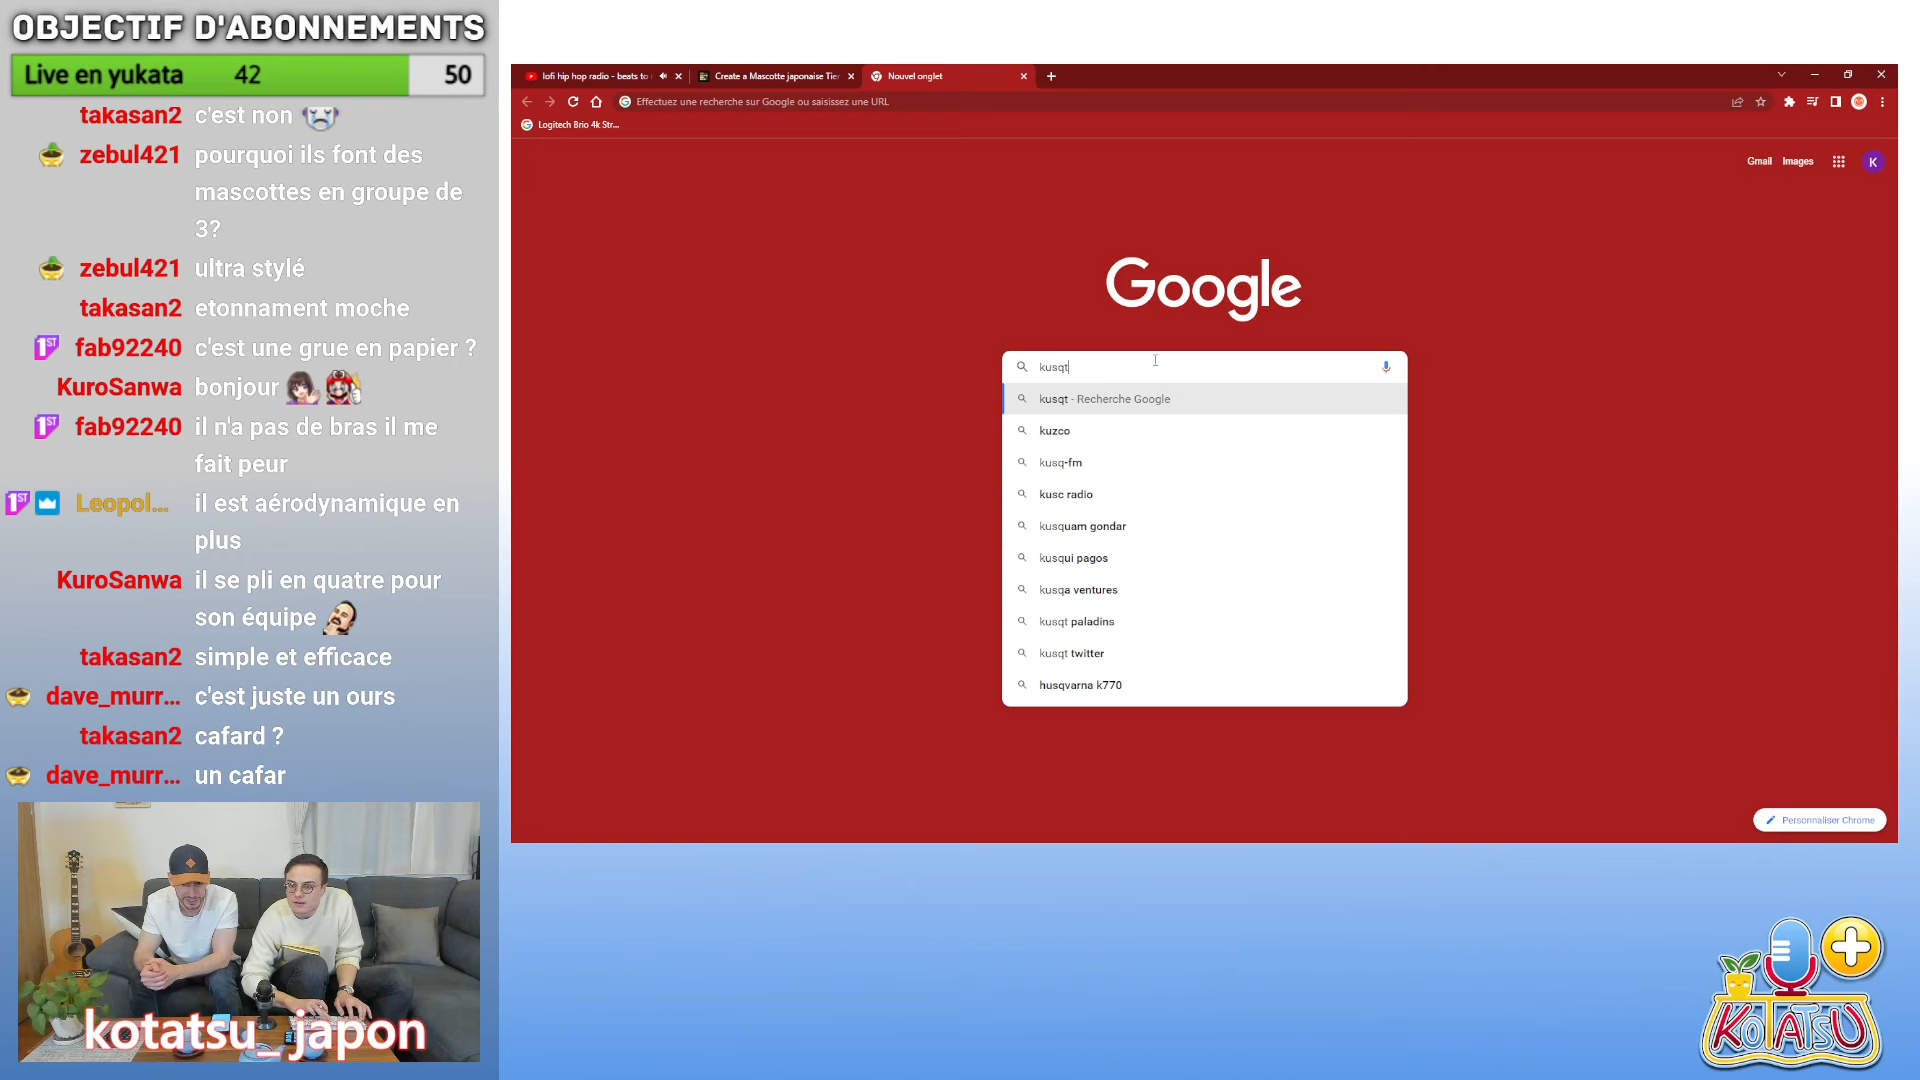 OBJECTIF D'ABONNEMENTS
Live en yukata 42 50
takasan2 c'est non
zebul421 pourquoi ils font des
mascottes en groupe de
3?
zebul421 ultra stylé
takasan2 etonnament moche
1ST fab92240 c'est une grue en papier ?
KuroSanwa bonjour
1ST fab92240 il n'a pas de bras il me
fait peur
1ST Leopol... il est aérodynamique en
plus
KuroSanwa il se pli en quatre pour
son équipe
takasan2 simple et efficace
dave_murr... c'est juste un ours
takasan2 cafard ?
dave_murr... un cafar
kotatsu_japon
lofi hip hop radio - beats to r
Create a Mascotte japonaise Tier
Nouvel onglet
Effectuez une recherche sur Google ou saisissez une URL
Logitech Brio 4k Str...
Gmail Images K
Google
kusqt
kusqt - Recherche Google
kuzco
kusq-fm
kusc radio
kusquam gondar
kusqui pagos
kusqa ventures
kusqt paladins
kusqt twitter
husqvarna k770
Personnaliser Chrome
KOTATSU